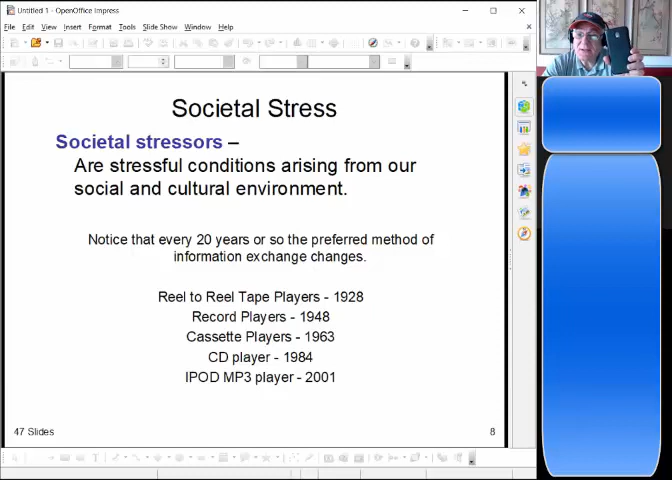 Untitled 1 - OpenOffice Impress
File Edit View Insert Format Tools Slide Show Window Help
Societal Stress
Societal stressors –
Are stressful conditions arising from our
social and cultural environment.
Notice that every 20 years or so the preferred method of
information exchange changes.
Reel to Reel Tape Players - 1928
Record Players - 1948
Cassette Players - 1963
CD player - 1984
IPOD MP3 player - 2001
47 Slides
8